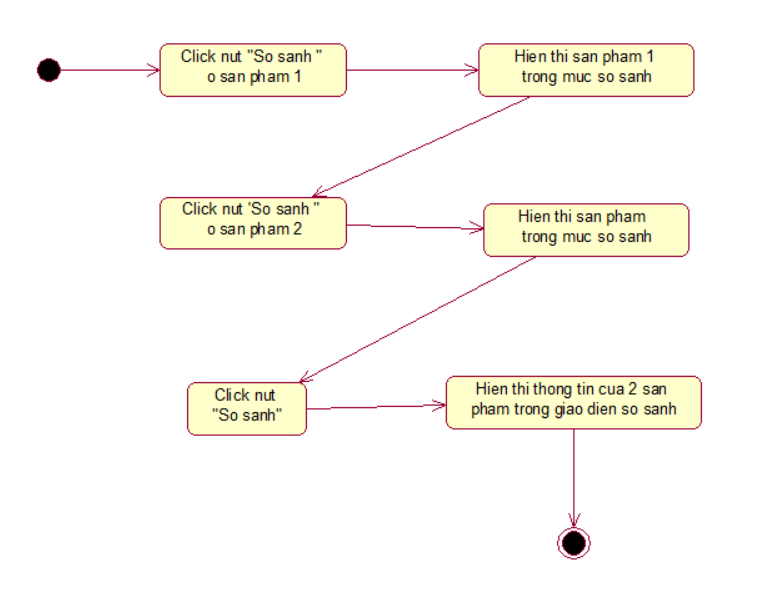 Click nut "So sanh "
o san pham 1
Hien thi san pham 1
trong muc so sanh
Click nut 'So sanh "
o san pham 2
Hien thi san pham
trong muc so sanh
Click nut
"So sanh"
Hien thi thong tin cua 2 san
pham trong giao dien so sanh